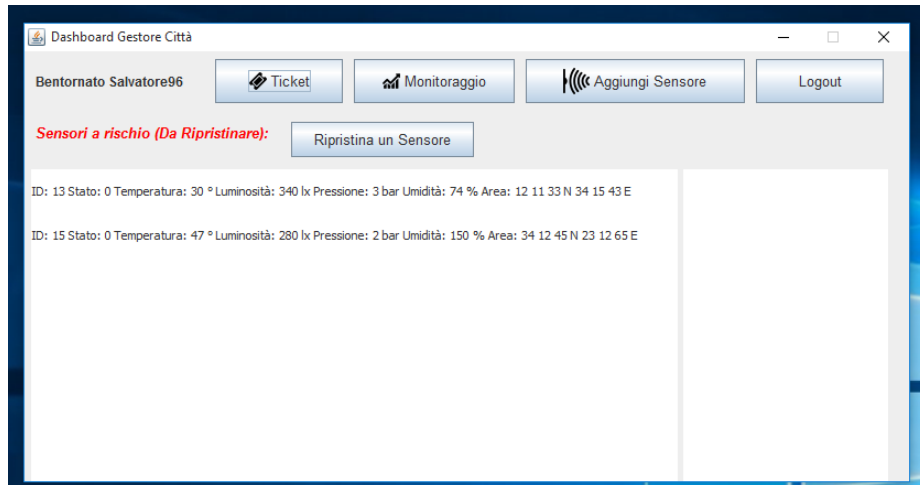 Dashboard Gestore Città
Bentornato Salvatore96 Ticket Monitoraggio Aggiungi Sensore Logout
Sensori a rischio (Da Ripristinare): Ripristina un Sensore
ID: 13 Stato: 0 Temperatura: 30 ° Luminosità: 340 lx Pressione: 3 bar Umidità: 74 % Area: 12 11 33 N 34 15 43 E
ID: 15 Stato: 0 Temperatura: 47 ° Luminosità: 280 lx Pressione: 2 bar Umidità: 150 % Area: 34 12 45 N 23 12 65 E